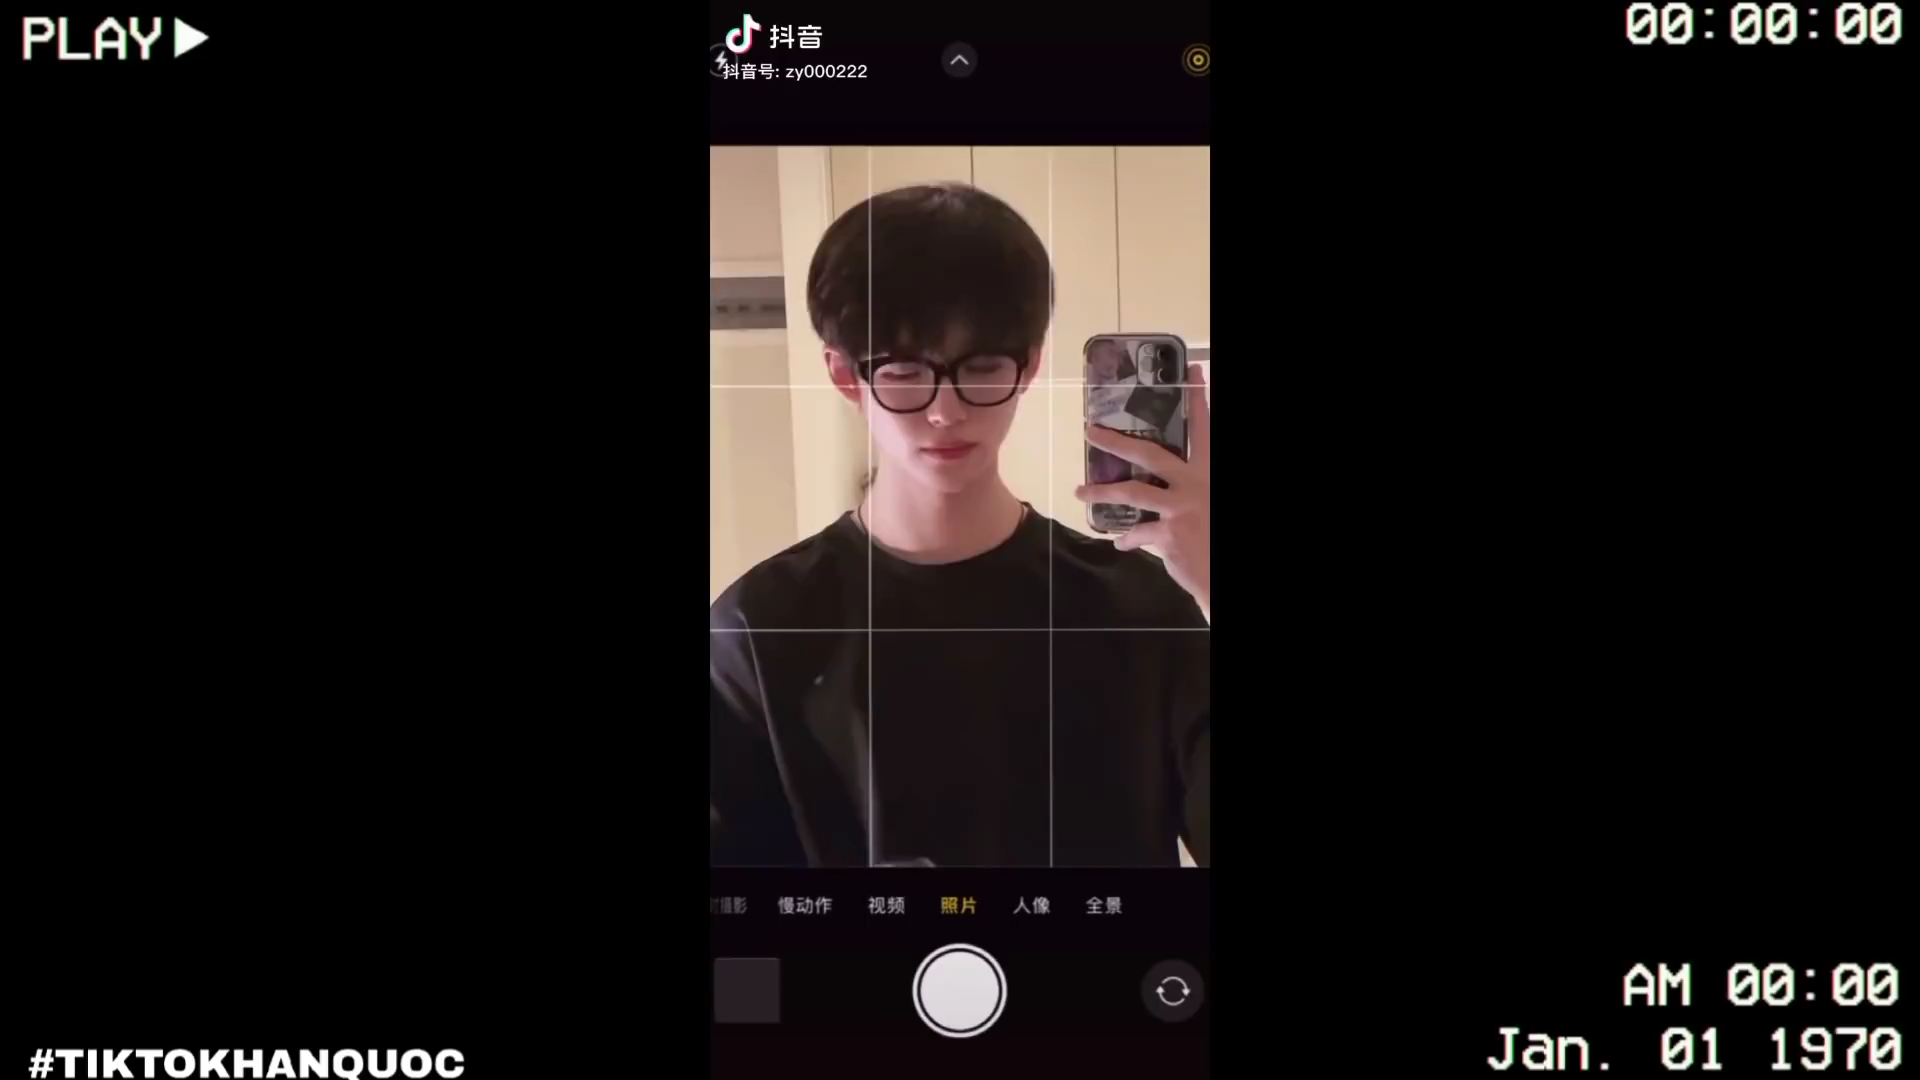 PLAY
00:00:00
抖音
抖音号: zy000222
慢动作 视频 照片 人像 全景
AM 00:00
Jan. 01 1970
#TIKTOKHANQUOC